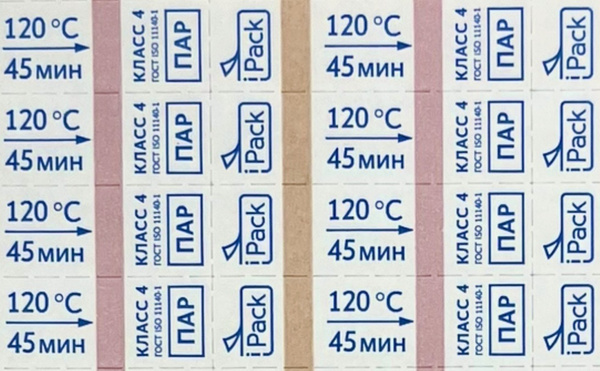 120 °C
45 мин
КЛАСС 4
ГОСТ ISO 11140-1
ПАР
iPack
120 °C
45 мин
КЛАСС 4
ГОСТ ISO 11140-1
ПАР
iPack
120 °C
45 мин
КЛАСС 4
ГОСТ ISO 11140-1
ПАР
iPack
120 °C
45 мин
КЛАСС 4
ГОСТ ISO 11140-1
ПАР
iPack
120 °C
45 мин
КЛАСС 4
ГОСТ ISO 11140-1
ПАР
iPack
120 °C
45 мин
КЛАСС 4
ГОСТ ISO 11140-1
ПАР
iPack
120 °C
45 мин
КЛАСС 4
ГОСТ ISO 11140-1
ПАР
iPack
120 °C
45 мин
КЛАСС 4
ГОСТ ISO 11140-1
ПАР
iPack